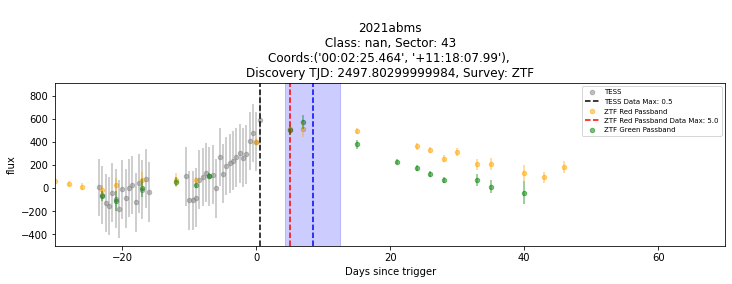 2021abms
Class: nan, Sector: 43
Coords:('00:02:25.464', '+11:18:07.99'),
Discovery TJD: 2497.80299999984, Survey: ZTF
800
600
400
200
0
−200
−400
flux
−20
0
20
40
60
Days since trigger
TESS
TESS Data Max: 0.5
ZTF Red Passband
ZTF Red Passband Data Max: 5.0
ZTF Green Passband